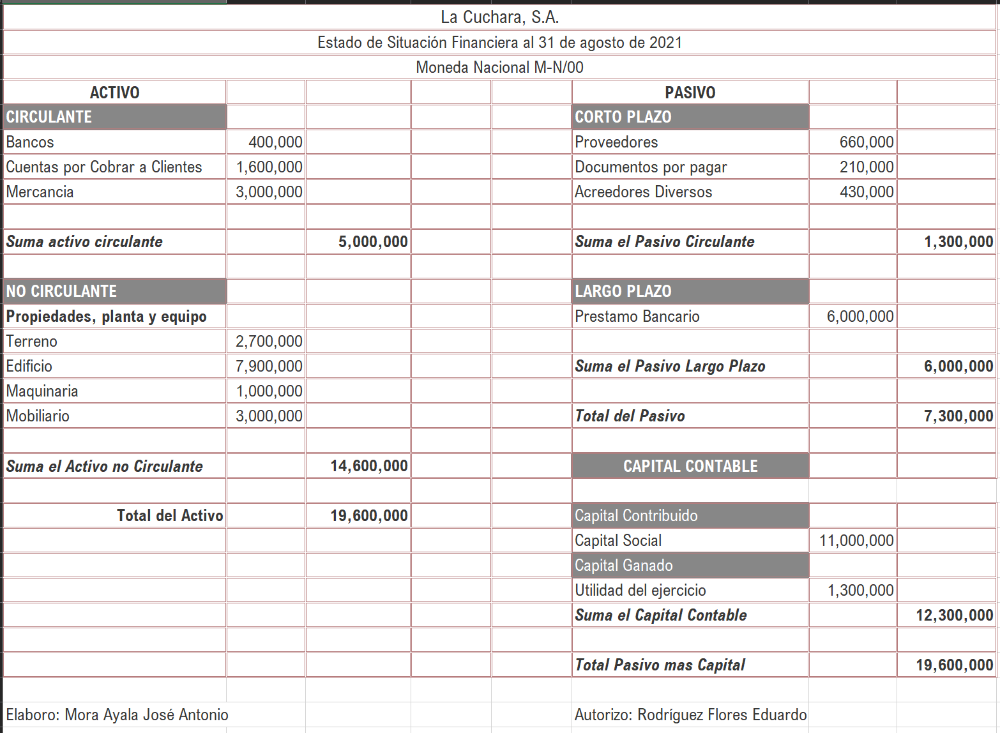 La Cuchara, S.A.
Estado de Situación Financiera al 31 de agosto de 2021
Moneda Nacional M-N/00
ACTIVO PASIVO
CIRCULANTE CORTO PLAZO
Bancos 400,000 Proveedores 660,000
Cuentas por Cobrar a Clientes 1,600,000 Documentos por pagar 210,000
Mercancia 3,000,000 Acreedores Diversos 430,000
Suma activo circulante 5,000,000 Suma el Pasivo Circulante 1,300,000
NO CIRCULANTE LARGO PLAZO
Propiedades, planta y equipo Prestamo Bancario 6,000,000
Terreno 2,700,000
Edificio 7,900,000 Suma el Pasivo Largo Plazo 6,000,000
Maquinaria 1,000,000
Mobiliario 3,000,000 Total del Pasivo 7,300,000
Suma el Activo no Circulante 14,600,000 CAPITAL CONTABLE
Total del Activo 19,600,000 Capital Contribuido
Capital Social 11,000,000
Capital Ganado
Utilidad del ejercicio 1,300,000
Suma el Capital Contable 12,300,000
Total Pasivo mas Capital 19,600,000
Elaboro: Mora Ayala José Antonio Autorizo: Rodríguez Flores Eduardo